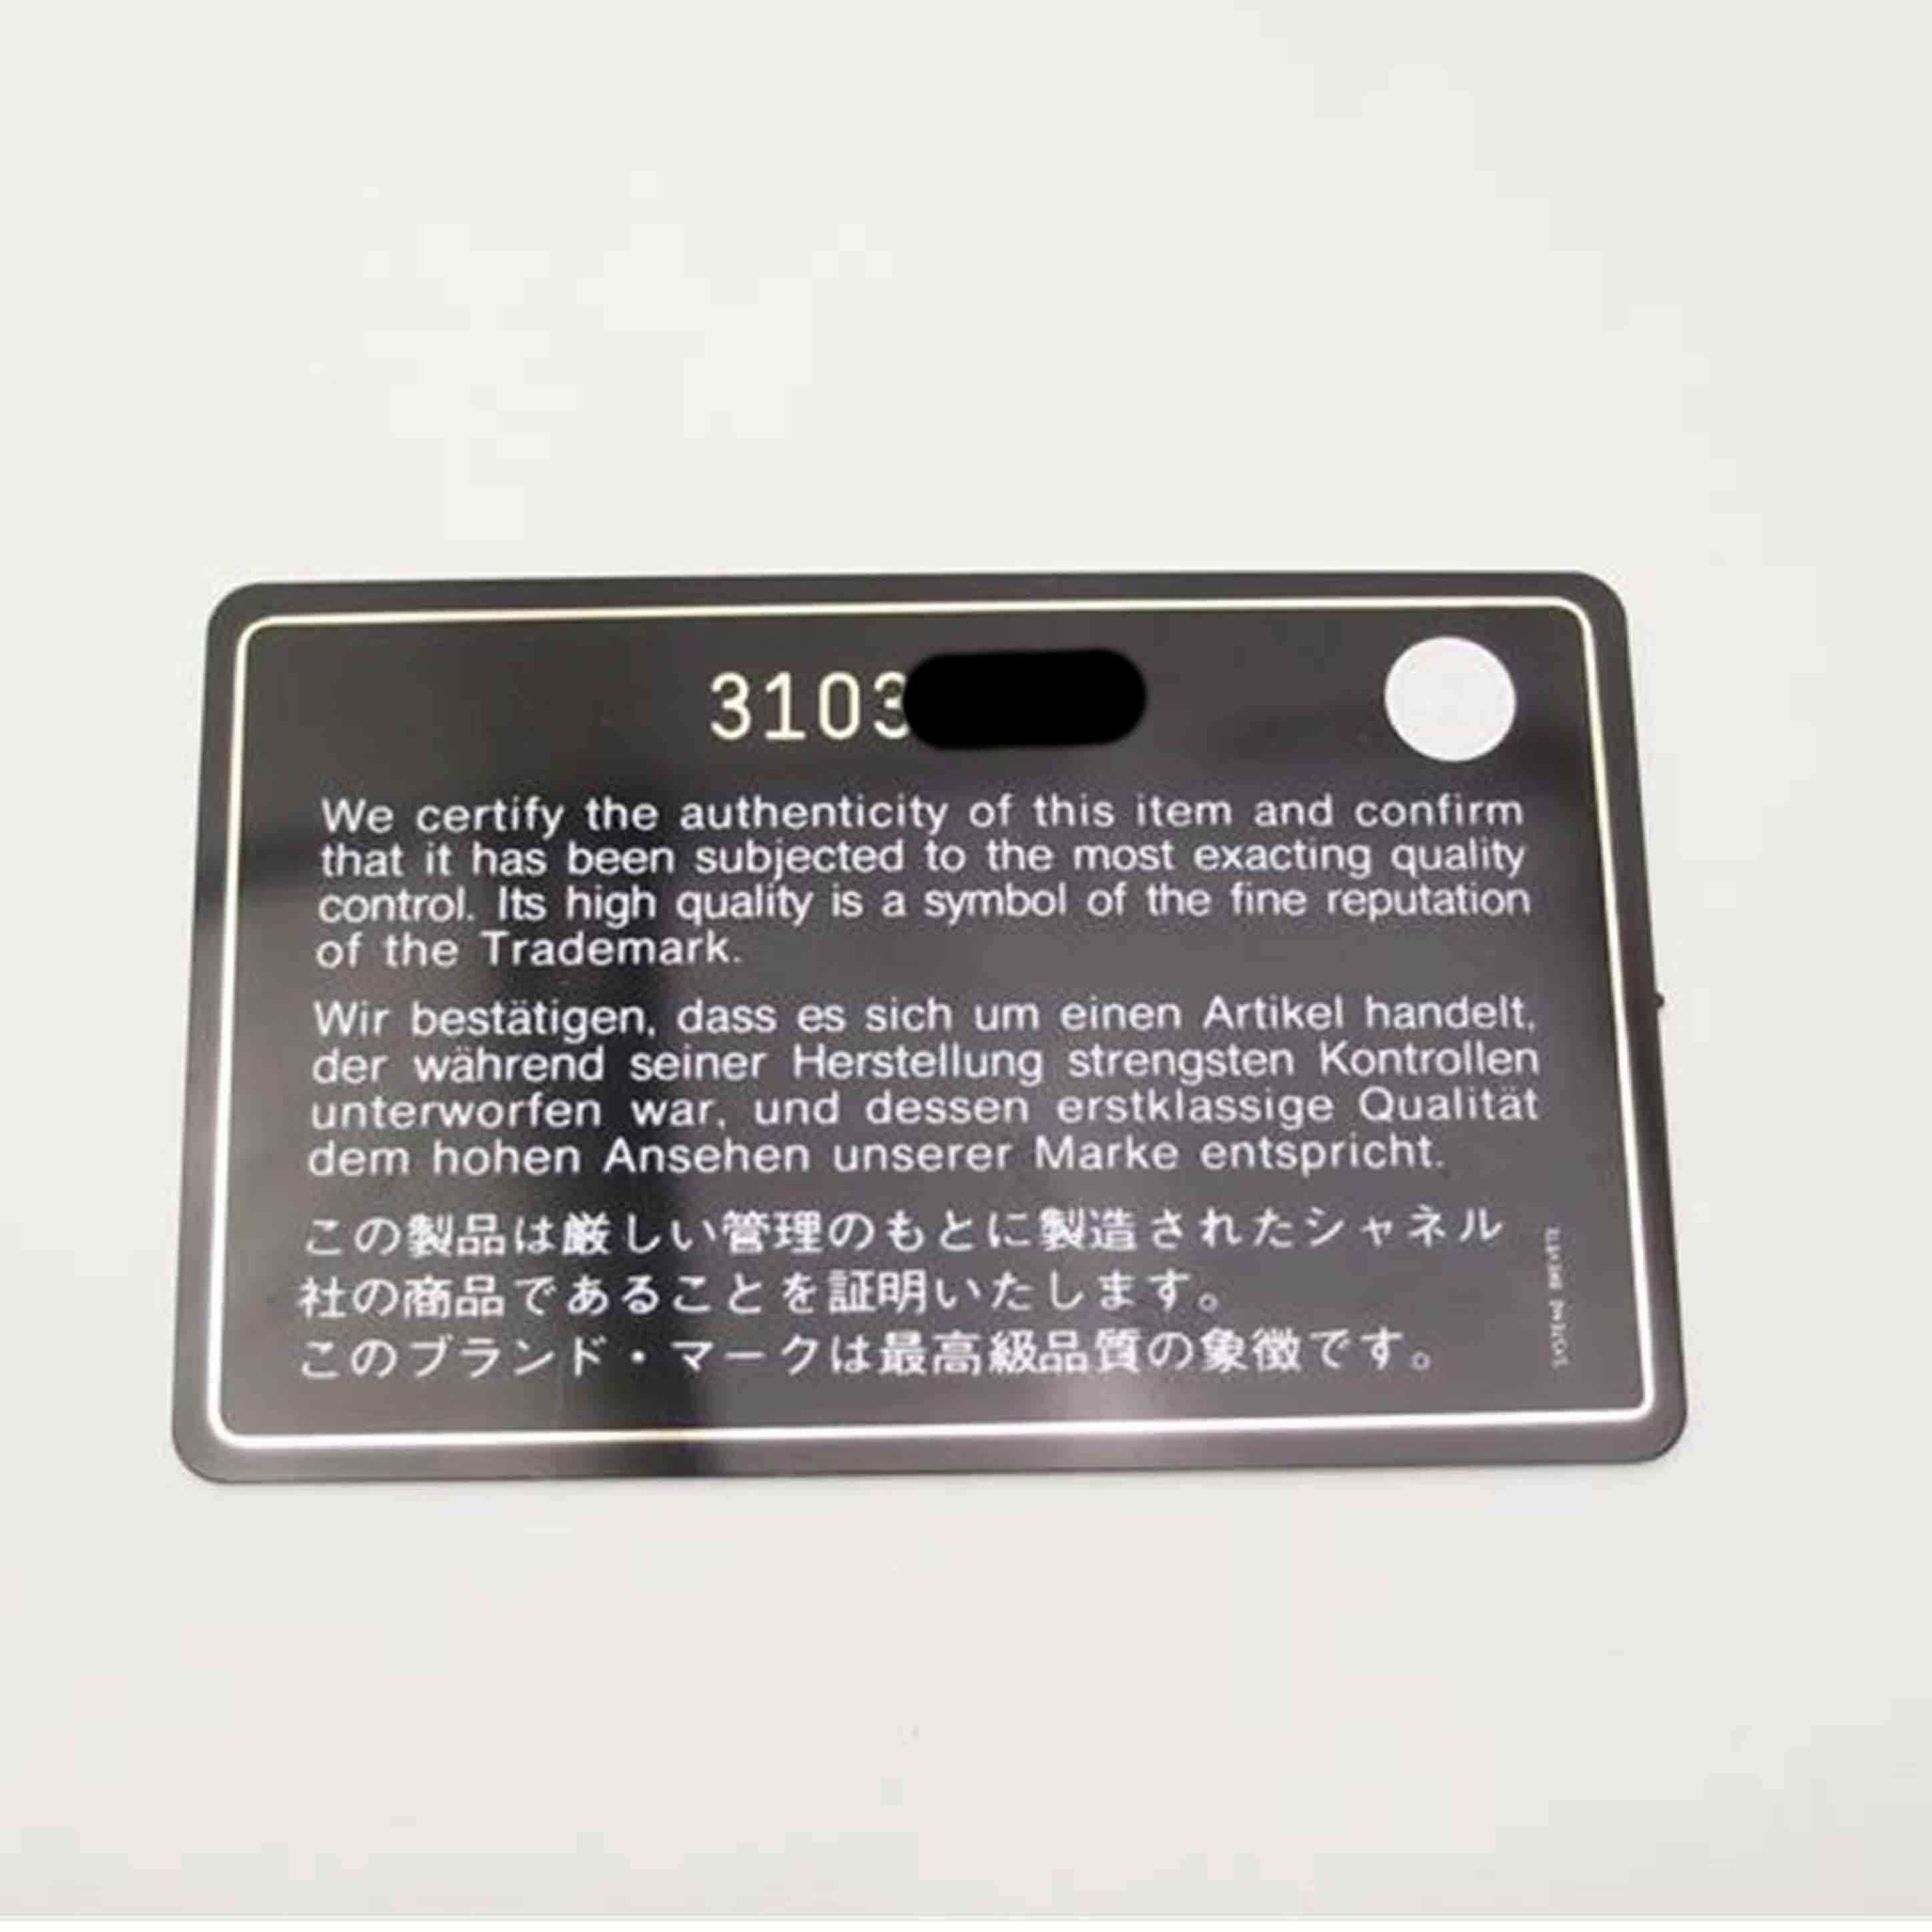 3103
We certify the authenticity of this item and confirm
that it has been subjected to the most exacting quality
control. Its high quality is a symbol of the fine reputation
of the Trademark.
Wir bestätigen, dass es sich um einen Artikel handelt,
der während seiner Herstellung strengsten Kontrollen
unterworfen war, und dessen erstklassige Qualität
dem hohen Ansehen unserer Marke entspricht.
この製品は厳しい管理のもとに製造されたシャネル
社の商品であることを証明いたします。
このブランド・マークは最高級品質の象徴です。
SYSTEME BREVETE